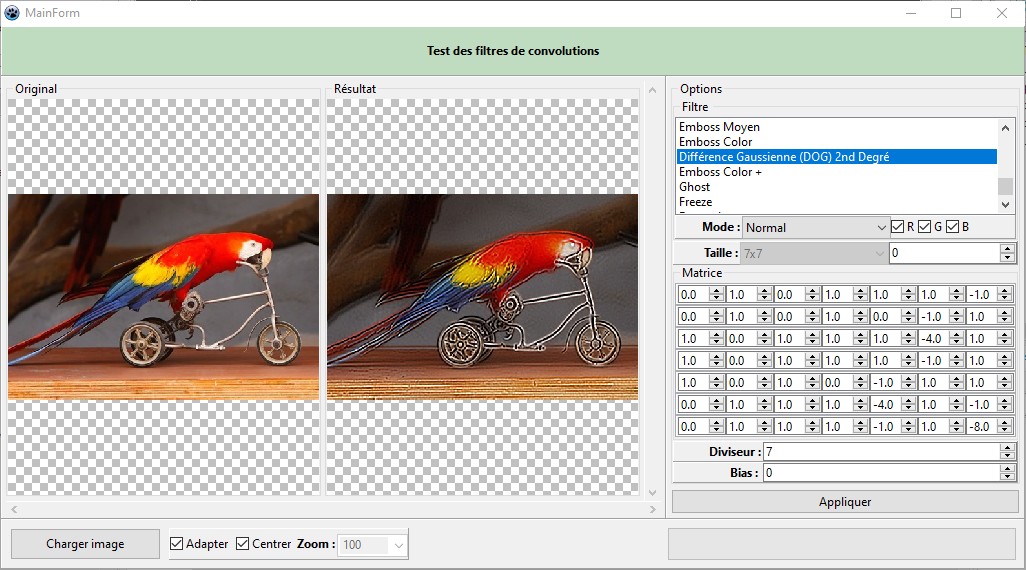 MainForm
Test des filtres de convolutions
Original
Résultat
Options
Filtre
Emboss Moyen
Emboss Color
Différence Gaussienne (DOG) 2nd Degré
Emboss Color +
Ghost
Freeze
Mode : Normal R G B
Taille : 7x7 0
Matrice
0.0 1.0 0.0 1.0 1.0 1.0 -1.0
0.0 1.0 0.0 1.0 0.0 -1.0 1.0
1.0 0.0 1.0 1.0 1.0 -4.0 1.0
1.0 0.0 1.0 1.0 1.0 -1.0 1.0
1.0 0.0 1.0 0.0 -1.0 1.0 1.0
0.0 1.0 1.0 1.0 -4.0 1.0 -1.0
0.0 1.0 1.0 1.0 -1.0 1.0 -8.0
Diviseur : 7
Bias : 0
Appliquer
Charger image Adapter Centrer Zoom : 100